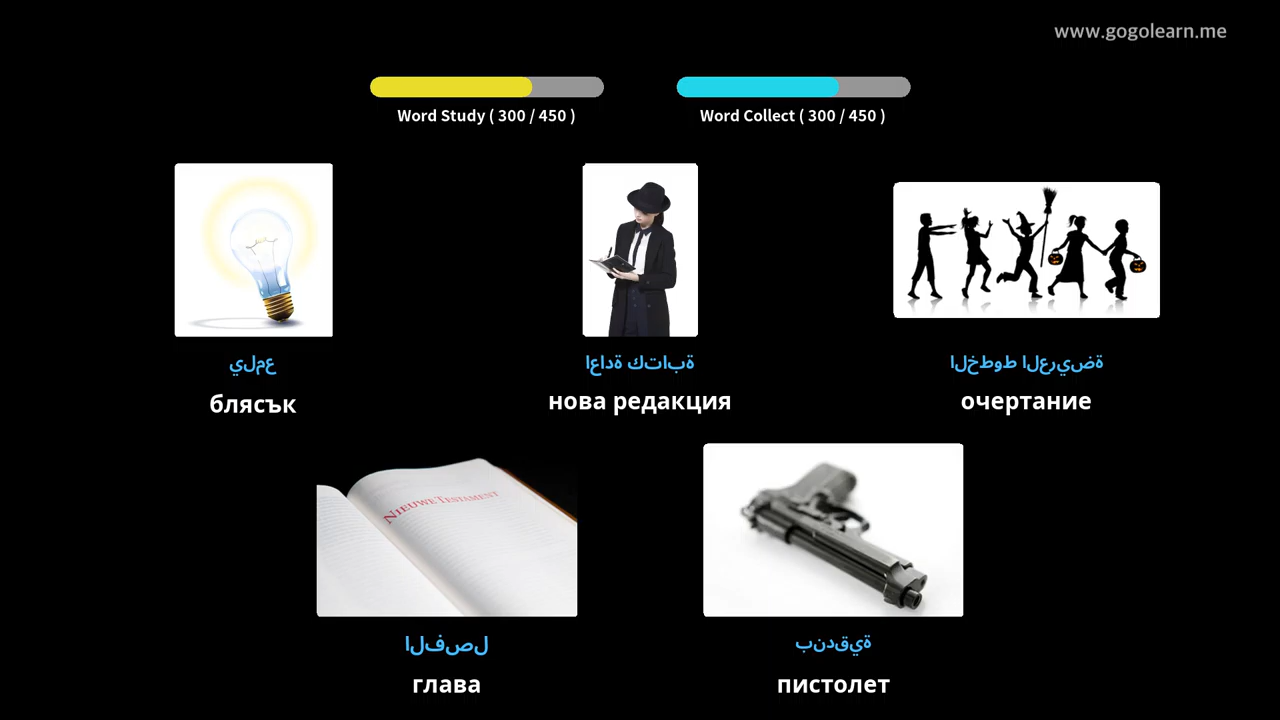 www.gogolearn.me
Word Study ( 300 / 450 )
Word Collect ( 300 / 450 )
يلمع
اعادة كتابة
الخطوط العريضة
блясък
нова редакция
очертание
NIEUWE TESTAMENT
الفصل
بندقية
глава
пистолет